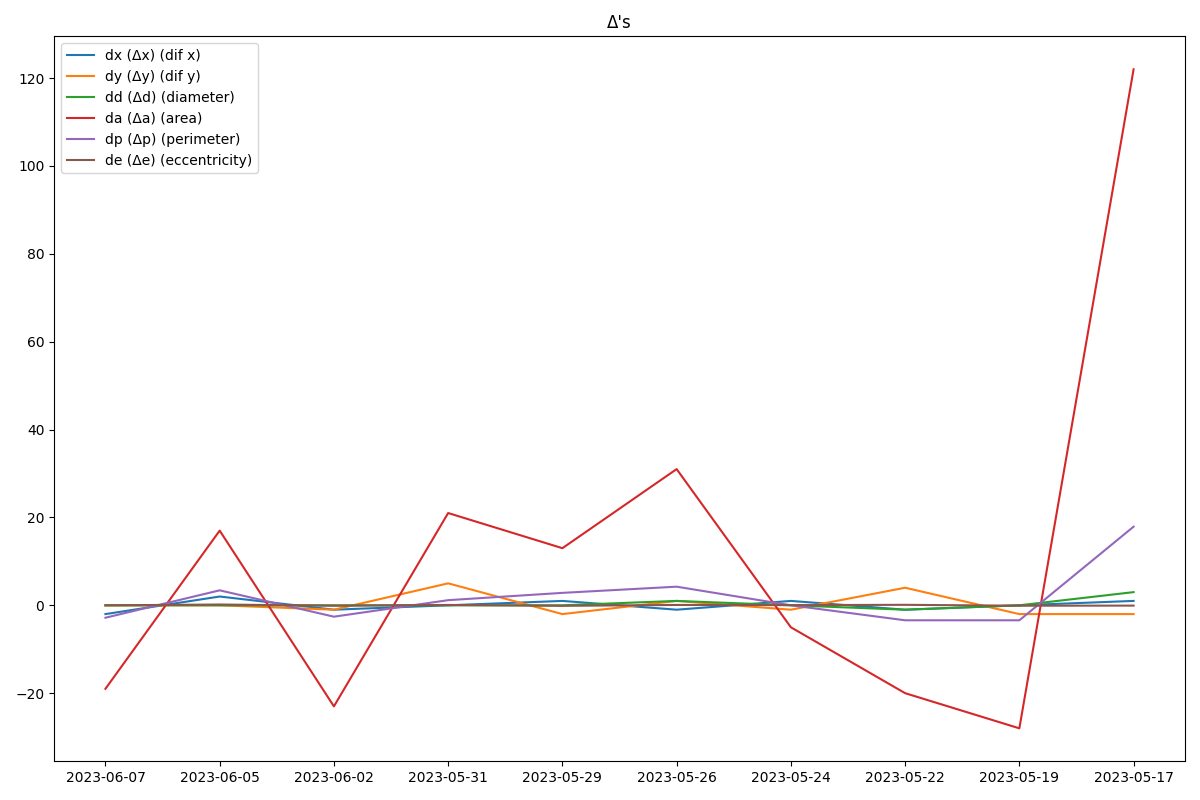 Δ's
dx (Δx) (dif x)
dy (Δy) (dif y)
dd (Δd) (diameter)
da (Δa) (area)
dp (Δp) (perimeter)
de (Δe) (eccentricity)
120
100
80
60
40
20
0
−20
2023-06-07 2023-06-05 2023-06-02 2023-05-31 2023-05-29 2023-05-26 2023-05-24 2023-05-22 2023-05-19 2023-05-17